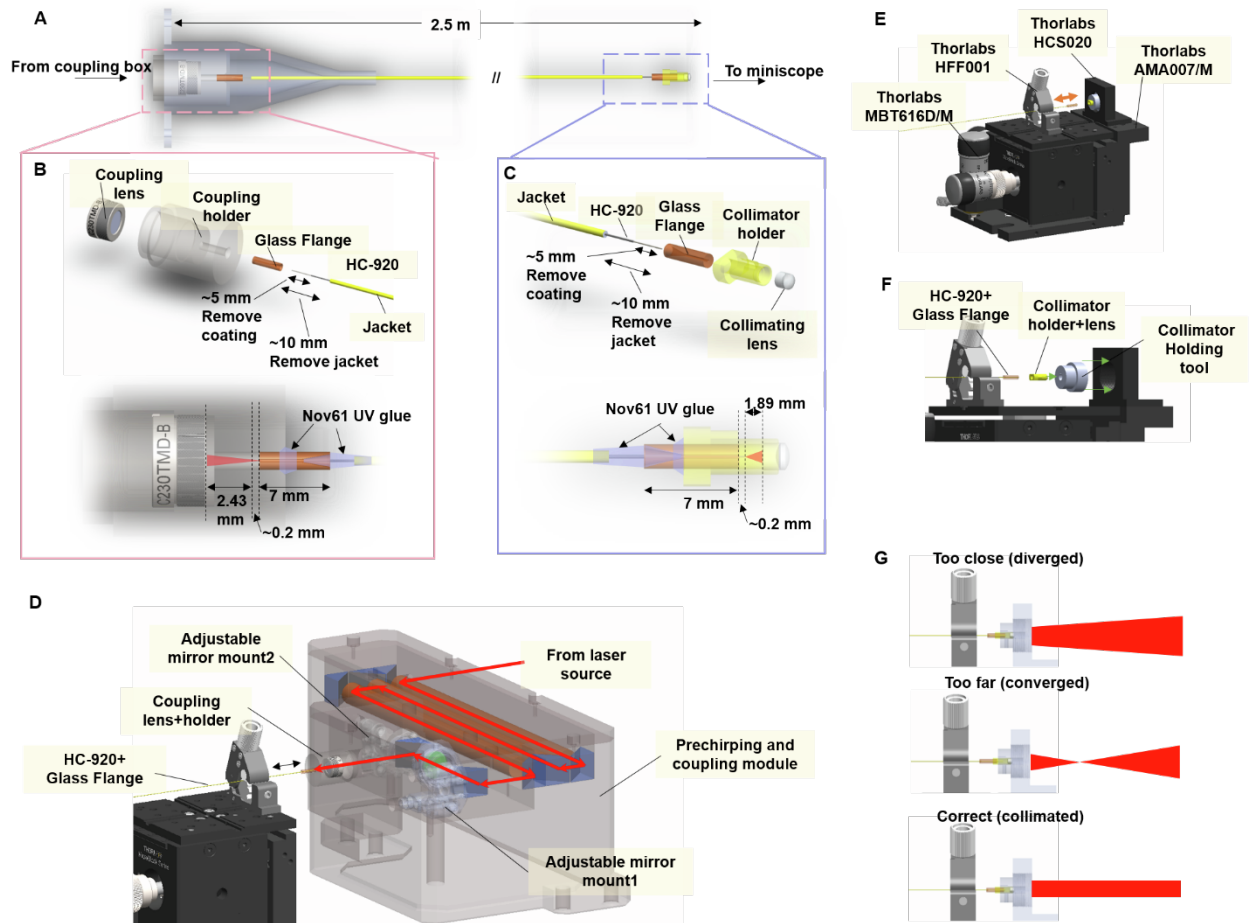 A
2.5 m
From coupling box
//
To miniscope
B
Coupling
lens
Coupling
holder
Glass Flange
HC-920
~5 mm
Remove
coating
~10 mm
Remove jacket
Jacket
Nov61 UV glue
C230TMD-B
2.43
mm
7 mm
~0.2 mm
C
Jacket
HC-920
Glass
Flange
Collimator
holder
~5 mm
Remove
coating
~10 mm
Remove
jacket
Collimating
lens
Nov61 UV glue
1.89 mm
7 mm
~0.2 mm
D
Adjustable
mirror mount2
From laser
source
Coupling
lens+holder
HC-920+
Glass Flange
Prechirping and
coupling module
Adjustable mirror
mount1
E
Thorlabs
HCS020
Thorlabs
HFF001
Thorlabs
AMA007/M
Thorlabs
MBT616D/M
F
HC-920+
Glass Flange
Collimator
holder+lens
Collimator
Holding
tool
G
Too close (diverged)
Too far (converged)
Correct (collimated)